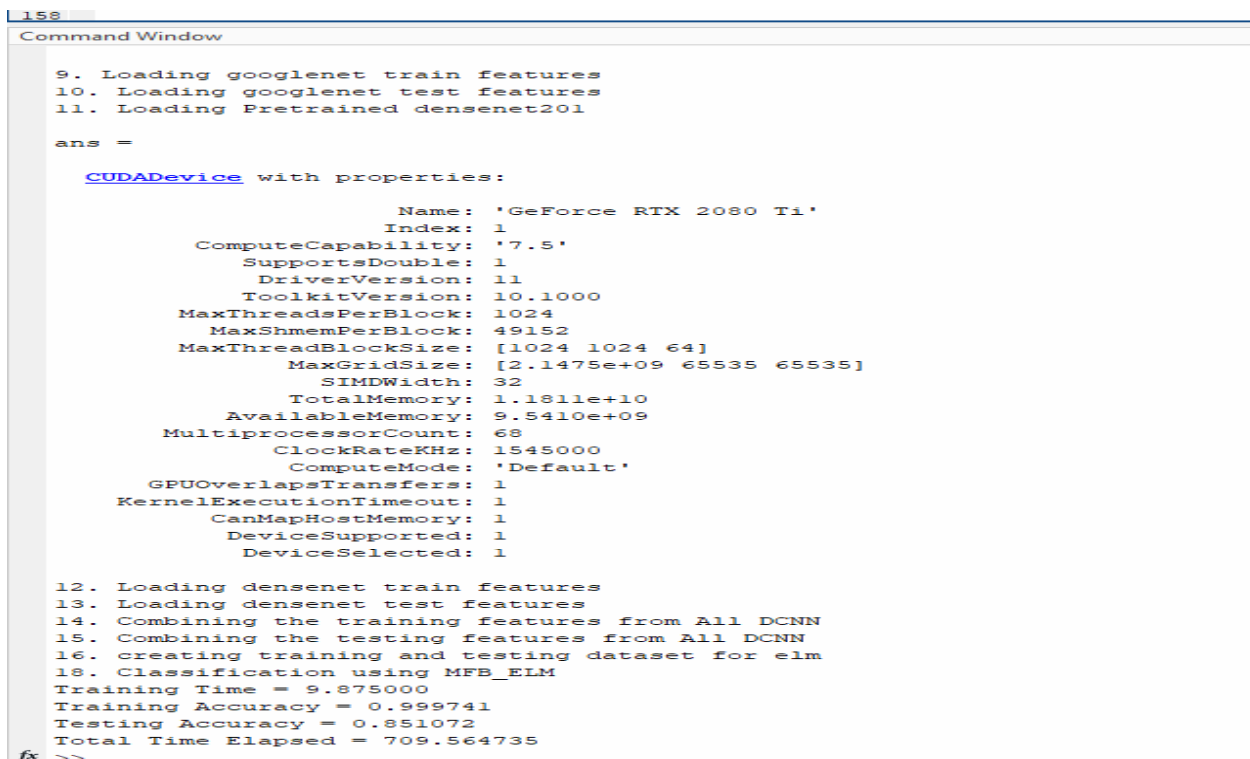 158
Command Window
9. Loading googlenet train features
10. Loading googlenet test features
11. Loading Pretrained densenet201
ans =
CUDADevice with properties:
Name: 'GeForce RTX 2080 Ti'
Index: 1
ComputeCapability: '7.5'
SupportsDouble: 1
DriverVersion: 11
ToolkitVersion: 10.1000
MaxThreadsPerBlock: 1024
MaxShmemPerBlock: 49152
MaxThreadBlockSize: [1024 1024 64]
MaxGridSize: [2.1475e+09 65535 65535]
SIMDWidth: 32
TotalMemory: 1.1811e+10
AvailableMemory: 9.5410e+09
MultiprocessorCount: 68
ClockRateKHz: 1545000
ComputeMode: 'Default'
GPUOverlapsTransfers: 1
KernelExecutionTimeout: 1
CanMapHostMemory: 1
DeviceSupported: 1
DeviceSelected: 1
12. Loading densenet train features
13. Loading densenet test features
14. Combining the training features from All DCNN
15. Combining the testing features from All DCNN
16. creating training and testing dataset for elm
18. Classification using MFB_ELM
Training Time = 9.875000
Training Accuracy = 0.999741
Testing Accuracy = 0.851072
Total Time Elapsed = 709.564735
fx >>